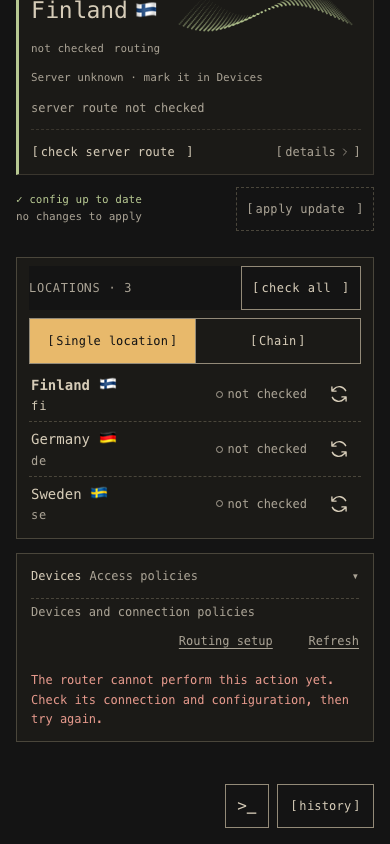 Finland 🇫🇮
not checked routing
Server unknown · mark it in Devices
server route not checked
[check server route ] [details > ]
✓ config up to date
no changes to apply
[apply update ]
LOCATIONS · 3 [check all ]
[Single location] [Chain]
Finland 🇫🇮
fi
○ not checked
Germany 🇩🇪
de
○ not checked
Sweden 🇸🇪
se
○ not checked
Devices Access policies ▾
Devices and connection policies
Routing setup Refresh
The router cannot perform this action yet.
Check its connection and configuration, then
try again.
>_ [history]